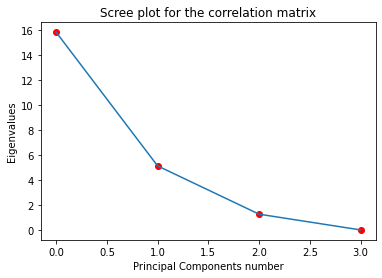 Scree plot for the correlation matrix
16
14
12
10
8
6
4
2
0
Eigenvalues
0.0 0.5 1.0 1.5 2.0 2.5 3.0
Principal Components number